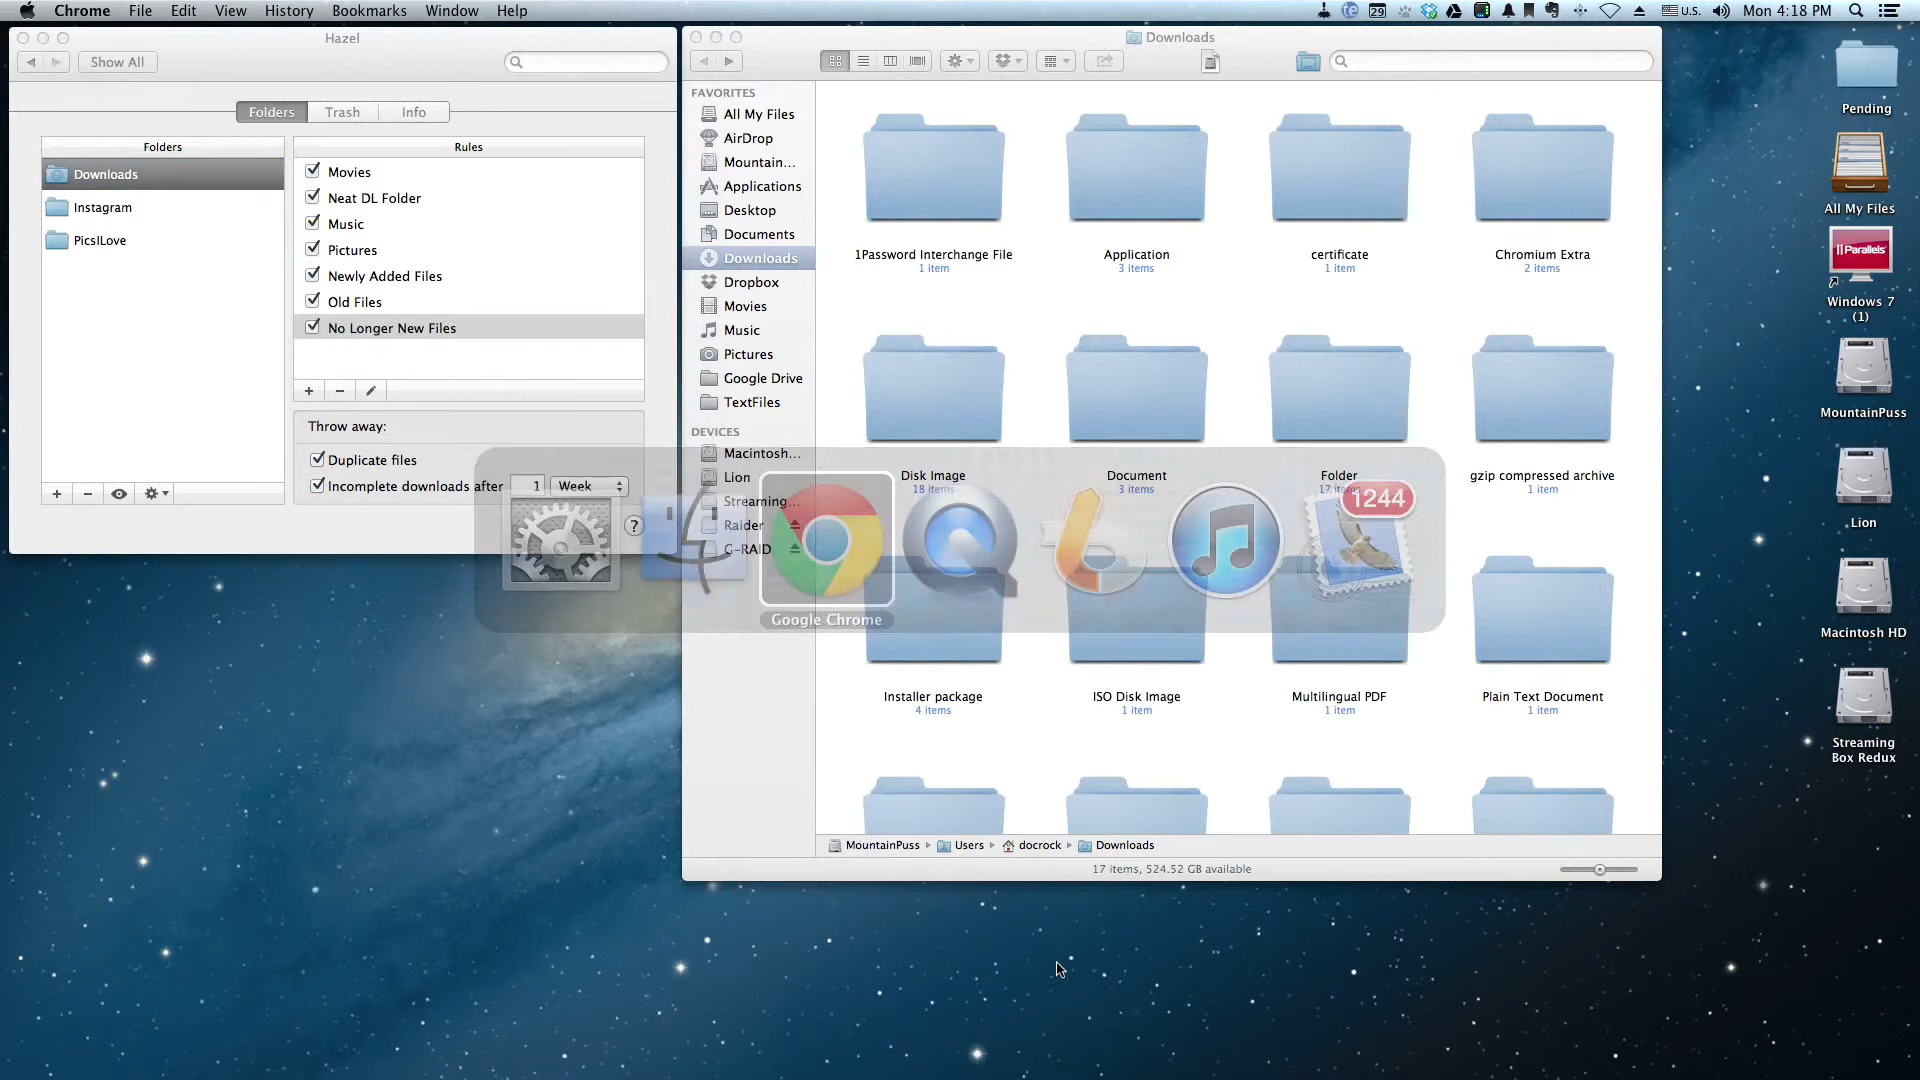 Chrome File Edit View History Bookmarks Window Help
29 U.S. Mon 4:18 PM
Hazel
Show All
Folders Trash Info
Folders
Downloads
Instagram
PicsILove
Rules
Movies
Neat DL Folder
Music
Pictures
Newly Added Files
Old Files
No Longer New Files
Throw away:
Duplicate files
Incomplete downloads after 1 Week
?
Downloads
FAVORITES
All My Files
AirDrop
Mountain...
Applications
Desktop
Documents
Downloads
Dropbox
Movies
Music
Pictures
Google Drive
TextFiles
DEVICES
Macintosh...
Lion
Streaming...
Raider
G-RAID
1Password Interchange File
1 item
Application
3 items
certificate
1 item
Chromium Extra
2 items
Disk Image
18 items
Document
3 items
Folder
17 items
gzip compressed archive
1 item
Installer package
4 items
ISO Disk Image
1 item
Multilingual PDF
1 item
Plain Text Document
1 item
MountainPuss Users docrock Downloads
17 items, 524.52 GB available
1244
Google Chrome
Pending
All My Files
Parallels
Windows 7
(1)
MountainPuss
Lion
Macintosh HD
Streaming
Box Redux